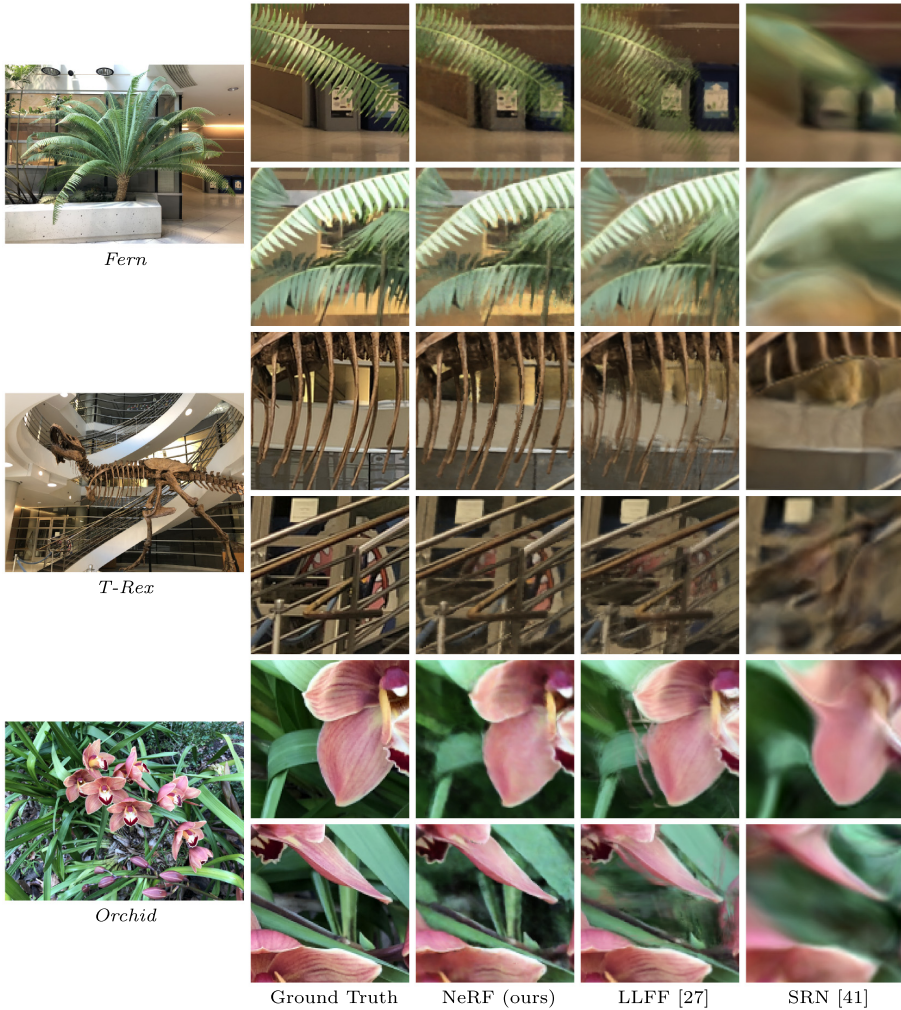 Fern
T-Rex
Orchid
Ground Truth
NeRF (ours)
LLFF [27]
SRN [41]